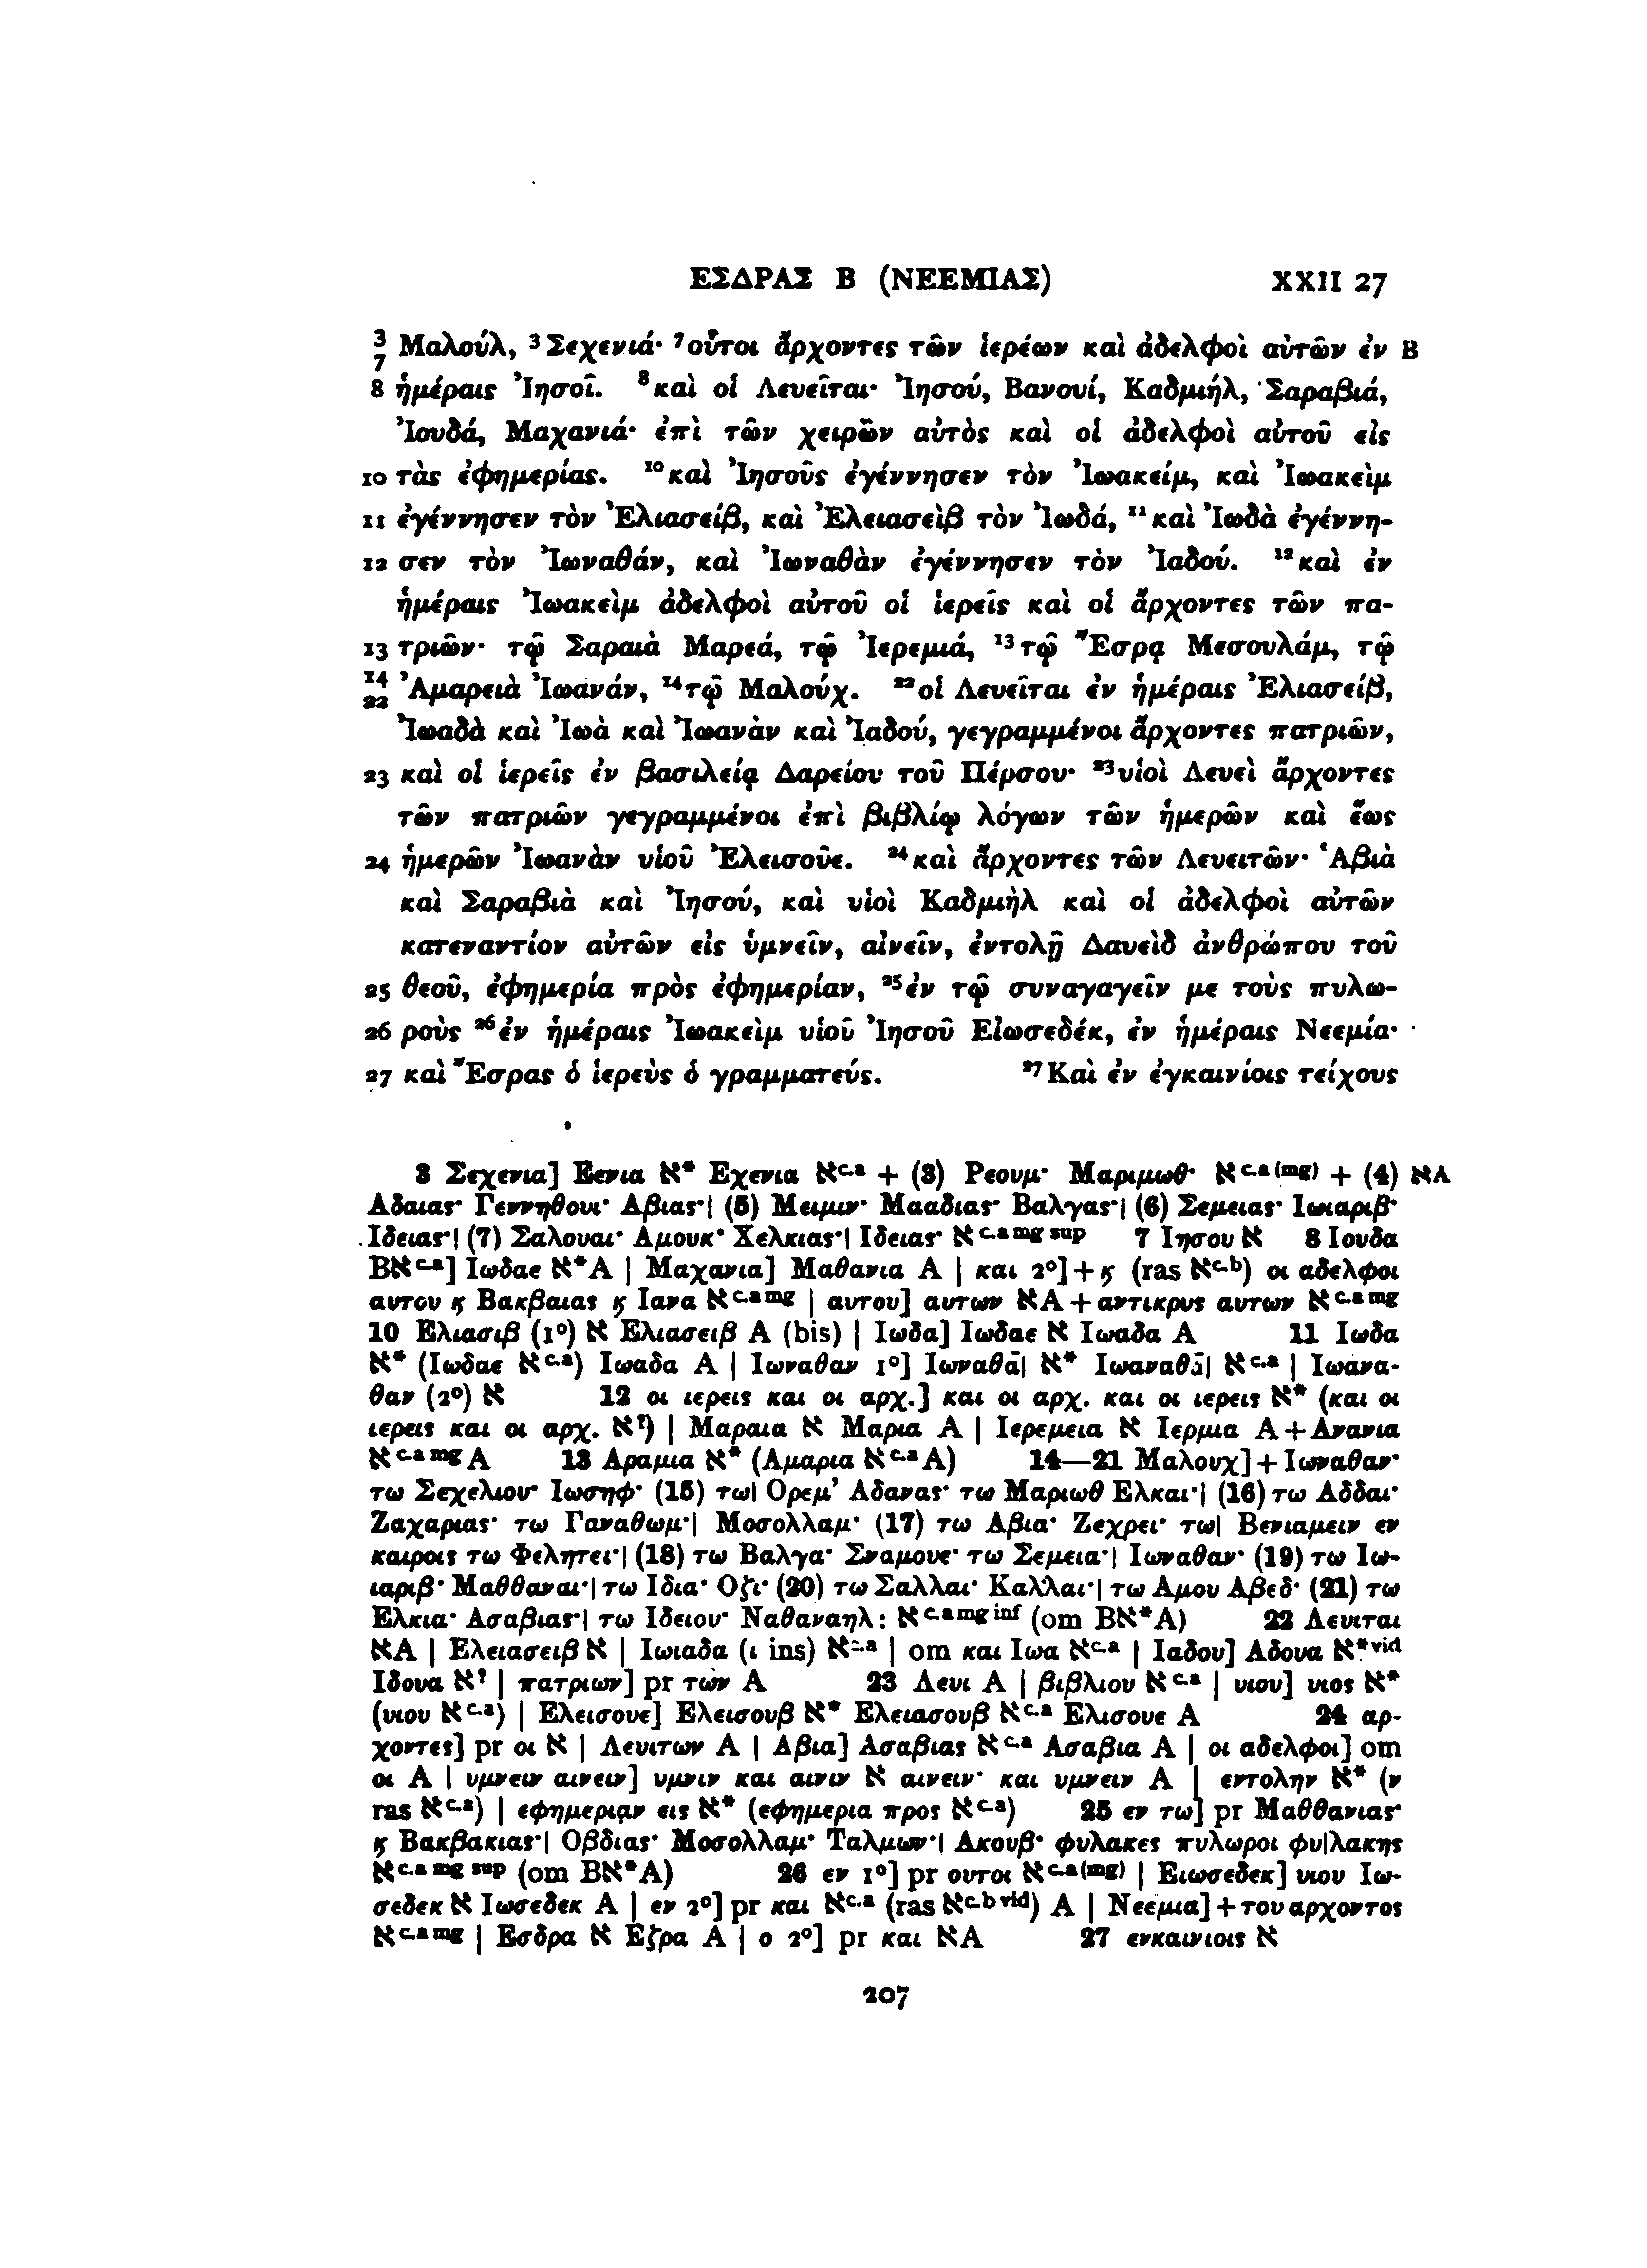 ΕΣΔΡΑΣ Β (ΝΕΕΜΙΑΣ) XXII 27
3 7 Μαλούλ, ³Σεχενιά· ⁷οὗτοι ἄρχοντες τῶν ἱερέων καὶ ἀδελφοὶ αὐτῶν ἐν B
8 ἡμέραις Ἰησοῖ. ⁸καὶ οἱ Λευεῖται· Ἰησού, Βανουί, Καδμιήλ, Σαραβιά,
Ἰουδά, Μαχανιά· ἐπὶ τῶν χειρῶν αὐτὸς καὶ οἱ ἀδελφοὶ αὐτοῦ εἰς
10 τὰς ἐφημερίας. ¹⁰καὶ Ἰησοῦς ἐγέννησεν τὸν Ἰωακείμ, καὶ Ἰωακεὶμ
11 ἐγέννησεν τὸν Ἐλιασείβ, καὶ Ἐλειασεὶβ τὸν Ἰωδά, ¹¹καὶ Ἰωδὰ ἐγέννη-
12 σεν τὸν Ἰωναθάν, καὶ Ἰωναθὰν ἐγέννησεν τὸν Ἰαδού. ¹²καὶ ἐν
ἡμέραις Ἰωακεὶμ ἀδελφοὶ αὐτοῦ οἱ ἱερεῖς καὶ οἱ ἄρχοντες τῶν πα-
13 τριῶν· τῷ Σαραιὰ Μαρεά, τῷ Ἰερεμιά, ¹³τῷ Ἔσρᾳ Μεσουλάμ, τῷ
14 22 Ἀμαρειὰ Ἰωανάν, ¹⁴τῷ Μαλούχ. ²²οἱ Λευεῖται ἐν ἡμέραις Ἐλιασείβ,
Ἰωαδὰ καὶ Ἰωὰ καὶ Ἰωανὰν καὶ Ἰαδού, γεγραμμένοι ἄρχοντες πατριῶν,
23 καὶ οἱ ἱερεῖς ἐν βασιλείᾳ Δαρείου τοῦ Πέρσου· ²³υἱοὶ Λευεὶ ἄρχοντες
τῶν πατριῶν γεγραμμένοι ἐπὶ βιβλίῳ λόγων τῶν ἡμερῶν καὶ ἕως
24 ἡμερῶν Ἰωανὰν υἱοῦ Ἐλεισοῦε. ²⁴καὶ ἄρχοντες τῶν Λευειτῶν· Ἁβιὰ
καὶ Σαραβιὰ καὶ Ἰησού, καὶ υἱοὶ Καδμιὴλ καὶ οἱ ἀδελφοὶ αὐτῶν
κατεναντίον αὐτῶν εἰς ὑμνεῖν, αἰνεῖν, ἐντολῇ Δαυεὶδ ἀνθρώπου τοῦ
25 θεοῦ, ἐφημερία πρὸς ἐφημερίαν, ²⁵ἐν τῷ συναγαγεῖν με τοὺς πυλω-
26 ροὺς ²⁶ἐν ἡμέραις Ἰωακεὶμ υἱοῦ Ἰησοῦ Εἰωσεδέκ, ἐν ἡμέραις Νεεμία·
27 καὶ Ἔσρας ὁ ἱερεὺς ὁ γραμματεύς. ²⁷Καὶ ἐν ἐγκαινίοις τείχους
3 Σεχενια] Εενια א* Εχενια א^c.a + (3) Ρεουμ· Μαριμωθ· א^c.a (mg) + (4) אA
Αδαιας· Γεννηθουι· Αβιας·| (5) Μειμιν· Μααδιας· Βαλγας·| (6) Σεμειας· Ιωιαριβ·
Ιδειας·| (7) Σαλουαι· Αμουκ· Χελκιας·| Ιδειας· א^c.a mg sup 7 Ιησου א 8 Ιουδα
Bא^c.a] Ιωδαε א*A | Μαχανια] Μαθανια A | και 2°] + ϗ (ras א^c.b) οι αδελφοι
αυτου ϗ Βακβαιας ϗ Ιανα א^c.a mg | αυτου] αυτων אA + αντικρυς αυτων א^c.a mg
10 Ελιασιβ (1°) א Ελιασειβ A (bis) | Ιωδα] Ιωδαε א Ιωαδα A 11 Ιωδα
א* (Ιωδαε א^c.a) Ιωαδα A | Ιωναθαν 1°] Ιωναθᾱ| א* Ιωαναθᾱ| א^c.a | Ιωανα-
θαν (2°) א 12 οι ιερεις και οι αρχ.] και οι αρχ. και οι ιερεις א* (και οι
ιερεις και οι αρχ. א^?) | Μαραια א Μαρια A | Ιερεμεια א Ιερμια A + Ανανια
א^c.a mg A 13 Αραμια א* (Αμαρια א^c.a A) 14—21 Μαλουχ] + Ιωναθαν·
τω Σεχελιου· Ιωσηφ· (15) τω| Ορεμ’ Αδανας· τω Μαριωθ Ελκαι·| (16) τω Αδδαι·
Ζαχαριας· τω Γαναθωμ·| Μοσολλαμ· (17) τω Αβια· Ζεχρει· τω| Βενιαμειν εν
καιροις τω Φελητει·| (18) τω Βαλγα· Σναμουε· τω Σεμεια·| Ιωναθαν· (19) τω Ιω-
ιαριβ· Μαθθαναι·| τω Ιδια· Οζι· (20) τω Σαλλαι· Καλλαι·| τω Αμου Αβεδ· (21) τω
Ελκια· Ασαβιας·| τω Ιδειου· Ναθαναηλ: א^c.a mg inf (om Bא*A) 22 Λευιται
אA | Ελειασειβ א | Ιωιαδα (ι ins) א^c.a | om και Ιωα א^c.a | Ιαδου] Αδουα א*vid
Ιδουα א^? | πατριων] pr των A 23 Λευι A | βιβλιου א^c.a | υιου] υιος א*
(υιου א^c.a) | Ελεισουε] Ελεισουβ א* Ελειασουβ א^c.a Ελισουε A 24 αρ-
χοντες] pr οι א | Λευιτων A | Αβια] Ασαβιας א^c.a Ασαβια A | οι αδελφοι] om
οι A | υμνειν αινειν] υμνιν και αινιν א αινειν· και υμνειν A | εντολην א* (ν
ras א^c.a) | εφημεριαν εις א* (εφημερια προς א^c.a) 25 εν τω] pr Μαθθανιας·
ϗ Βακβακιας·| Οβδιας· Μοσολλαμ· Ταλμων·| Ακουβ· φυλακες πυλωροι φυ|λακης
א^c.a mg sup (om Bא*A) 26 εν 1°] pr ουτοι א^c.a (mg) | Ειωσεδεκ] υιου Ιω-
σεδεκ א Ιωσεδεκ A | εν 2°] pr και א^c.a (ras א^c.b vid) A | Νεεμια] + του αρχοντος
א^c.a mg | Εσδρα א Εζρα A | ο 2°] pr και אA 27 ενκαινιοις א
207